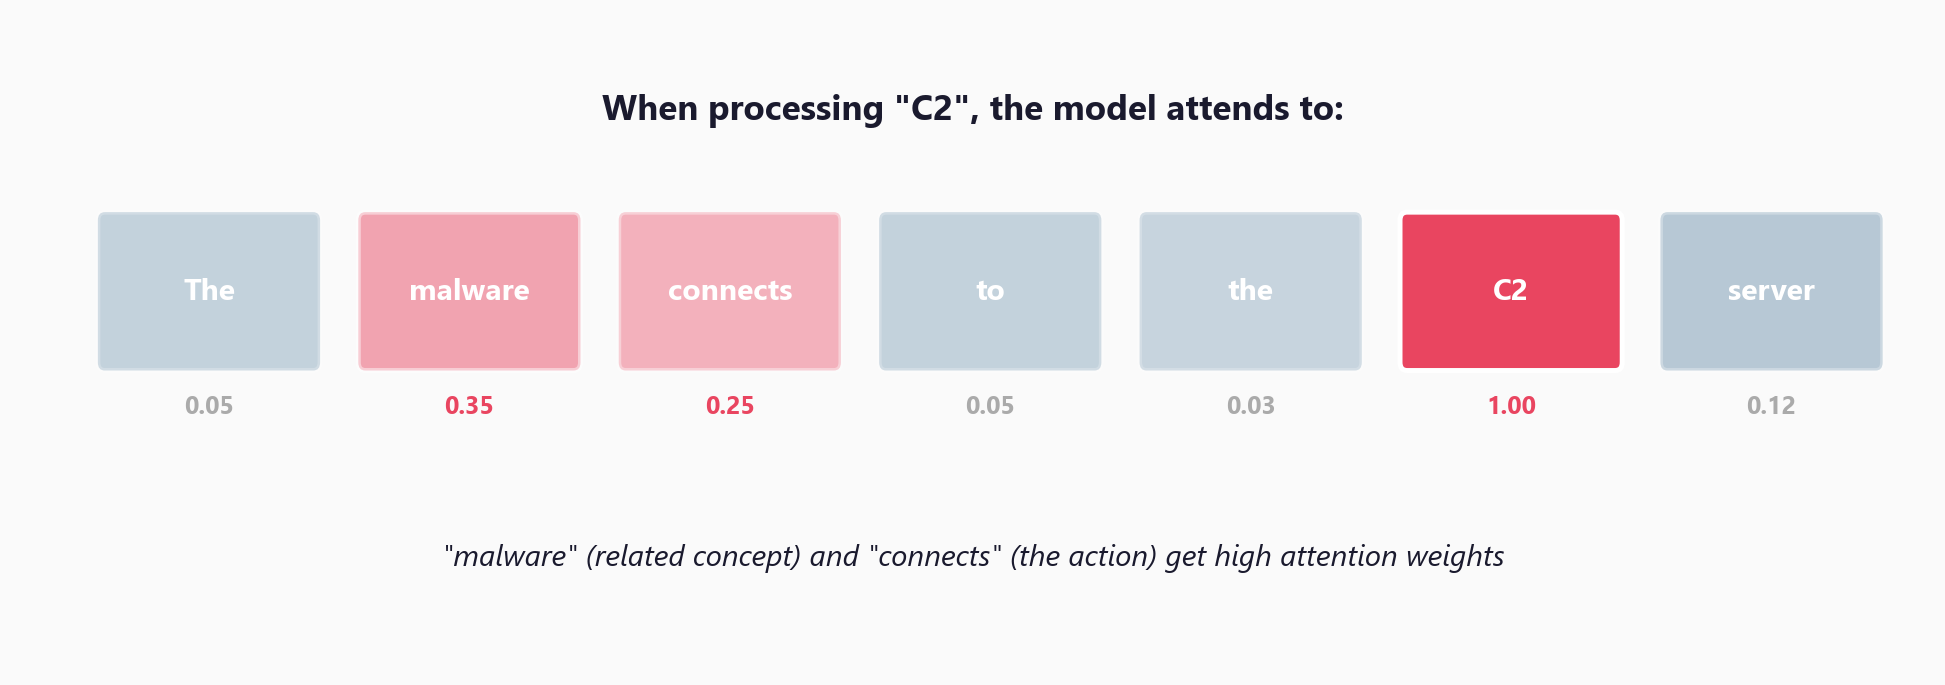 When processing "C2", the model attends to:
The malware connects to the C2 server
0.05 0.35 0.25 0.05 0.03 1.00 0.12
"malware" (related concept) and "connects" (the action) get high attention weights